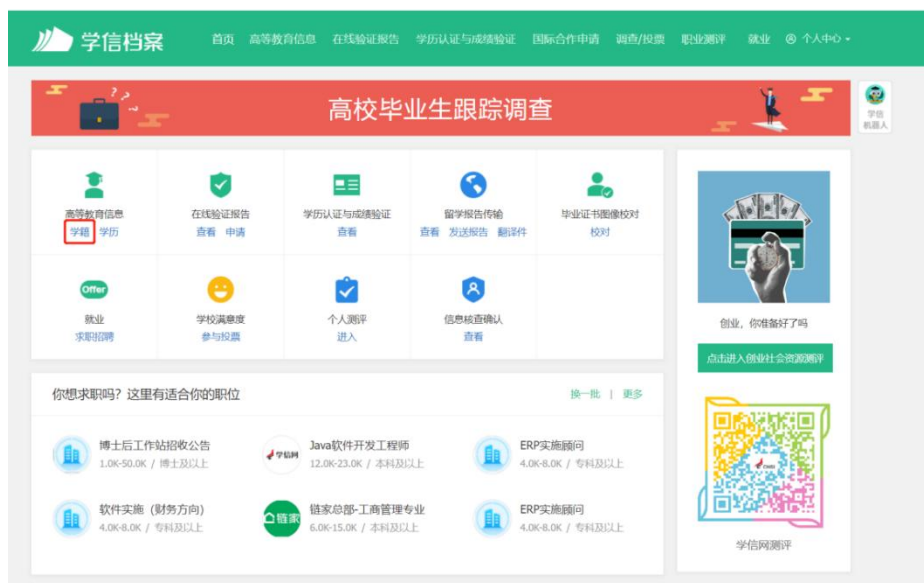 学信档案
首页 高等教育信息 在线验证报告 学历认证与成绩验证 国际合作申请 调查/投票 职业测评 就业 个人中心
高校毕业生跟踪调查
???
学信
机器人
高等教育信息 在线验证报告 学历认证与成绩验证 留学报告传输 毕业证书图像校对
学籍 学历 查看 申请 查看 查看 发送报告 翻译件 校对
Offer
就业 学校满意度 个人测评 信息核查确认
求职招聘 参与投票 进入 查看
创业,你准备好了吗
点击进入创业社会资源测评
你想求职吗?这里有适合你的职位 换一批 | 更多
博士后工作站招收公告 学信网 Java软件开发工程师 ERP实施顾问
1.0K-50.0K / 博士及以上 12.0K-23.0K / 本科及以上 4.0K-8.0K / 专科及以上
软件实施(财务方向) 链家 链家总部-工商管理专业 ERP实施顾问
4.0K-8.0K / 专科及以上 6.0K-15.0K / 本科及以上 4.0K-8.0K / 专科及以上
学信网测评